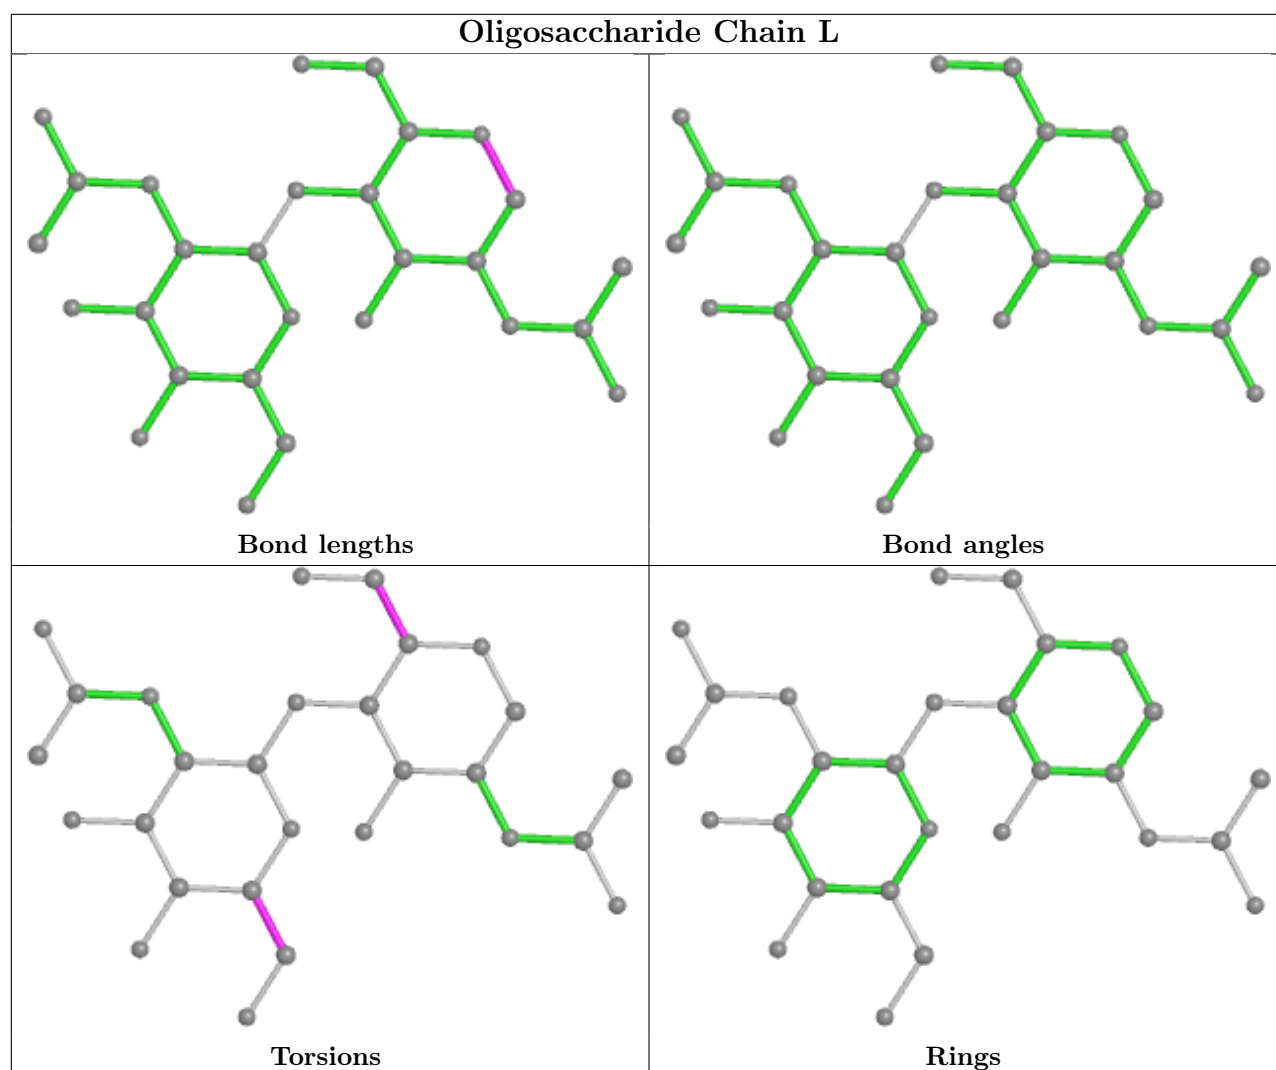 Oligosaccharide Chain L
Bond lengths
Bond angles
Torsions
Rings